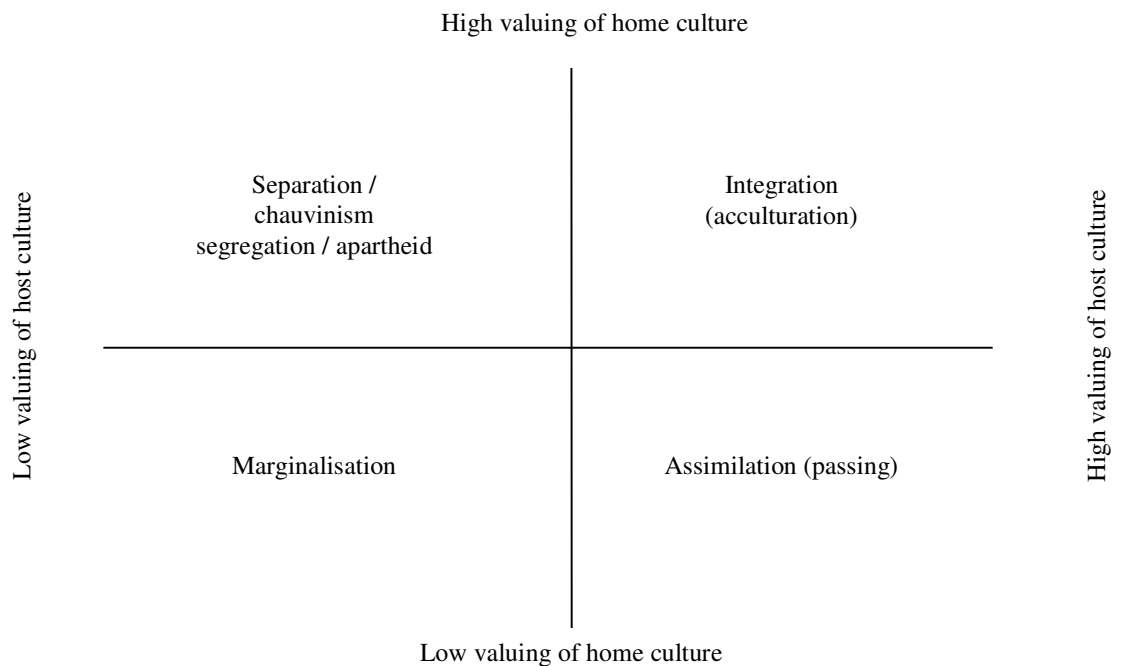 High valuing of home culture
Separation /
chauvinism
segregation / apartheid
Integration
(acculturation)
Low valuing of host culture
High valuing of host culture
Marginalisation
Assimilation (passing)
Low valuing of home culture